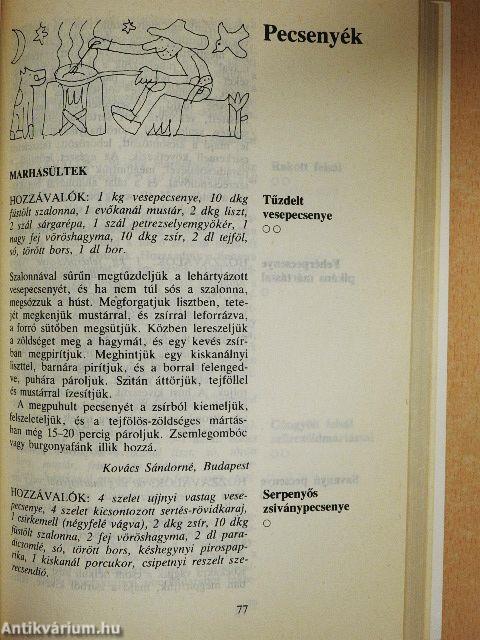 Pecsenyék
MARHASÜLTEK
HOZZÁVALÓK: 1 kg vesepecsenye, 10 dkg
füstölt szalonna, 1 evőkanál mustár, 2 dkg liszt,
2 szál sárgarépa, 1 szál petrezselyemgyökér, 1
nagy fej vöröshagyma, 10 dkg zsír, 2 dl tejföl,
só, törött bors, 1 dl bor.
Tűzdelt
vesepecsenye
Szalonnával sűrűn megtűzdeljük a lehártyázott
vesepecsenyét, és ha nem túl sós a szalonna,
megsózzuk a húst. Megforgatjuk lisztben, tete-
jét megkenjük mustárral, és zsírral leforrázva,
a forró sütőben megsütjük. Közben lereszeljük
a zöldséget meg a hagymát, és egy kevés zsír-
ban megpirítjuk. Meghintjük egy kiskanálnyi
liszttel, barnára pirítjuk, és a borral felenged-
ve, puhára pároljuk. Szitán áttörjük, tejföllel
és mustárral ízesítjük.
A megpuhult pecsenyét a zsírból kiemeljük,
felszeleteljük, és a tejfölös-zöldséges mártás-
ban még 15–20 percig pároljuk. Zsemlegombóc
vagy burgonyafánk illik hozzá.
Kovács Sándorné, Budapest
HOZZÁVALÓK: 4 szelet ujjnyi vastag vese-
pecsenye, 4 szelet kicsontozott sertés-rövidkaraj,
1 csirkemell (négyfelé vágva), 2 dkg zsír, 10 dkg
füstölt szalonna, 2 fej vöröshagyma, 2 dl para-
dicsomlé, só, törött bors, késhegynyi pirospap-
rika, 1 kiskanál porcukor, csipetnyi reszelt sze-
recsendió.
Serpenyős
zsiványpecsenye
77
Antikvárium.hu